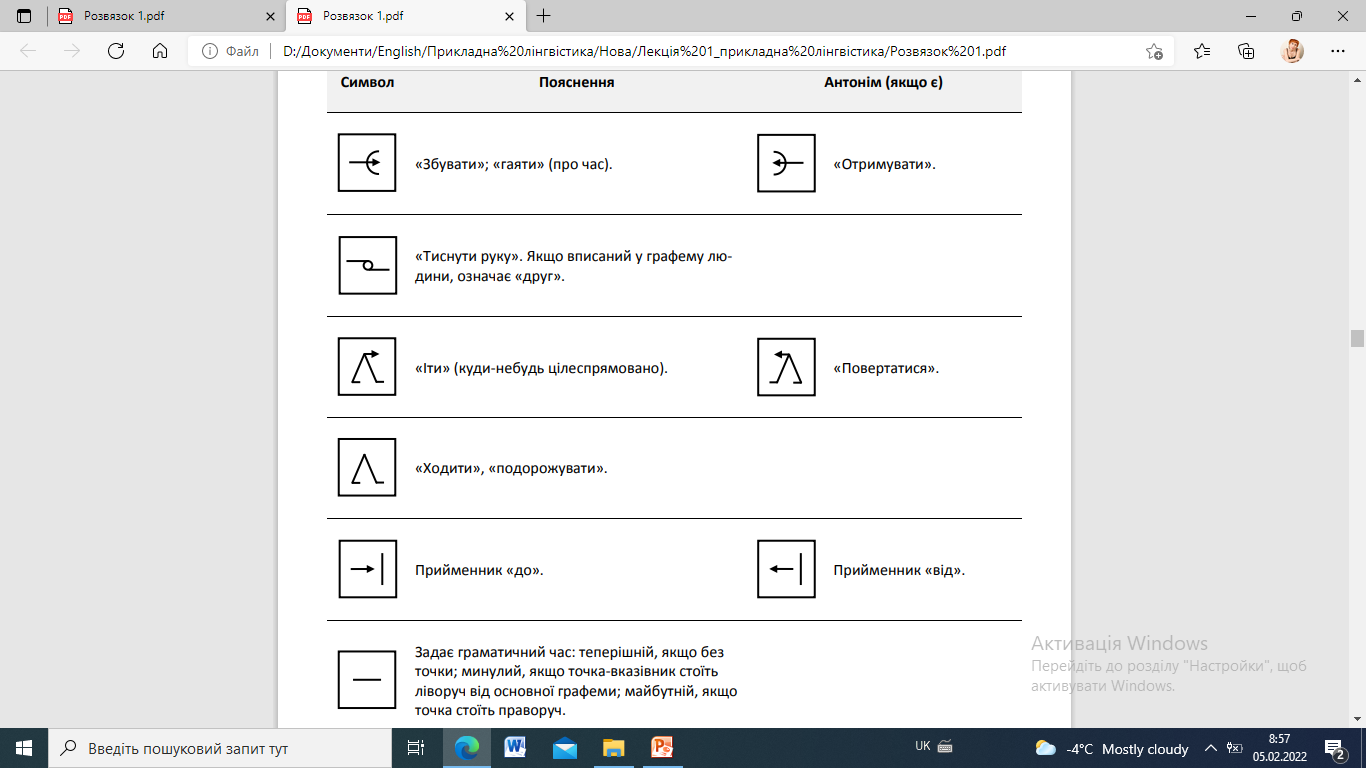 Розвязок 1.pdf
Розвязок 1.pdf
Файл
D:/Документи/English/Прикладна%20лінгвістика/Нова/Лекція%201_прикладна%20лінгвістика/Розвязок%201.pdf
Символ Пояснення Антонім (якщо є)
«Збувати»; «гаяти» (про час). «Отримувати».
«Тиснути руку». Якщо вписаний у графему лю-
дини, означає «друг».
«Іти» (куди-небудь цілеспрямовано). «Повертатися».
«Ходити», «подорожувати».
Прийменник «до». Прийменник «від».
Задає граматичний час: теперішній, якщо без
точки; минулий, якщо точка-вказівник стоїть
ліворуч від основної графеми; майбутній, якщо
точка стоїть праворуч.
Активація Windows
Перейдіть до розділу "Настройки", щоб
активувати Windows.
Введіть пошуковий запит тут
UK
-4°C Mostly cloudy
8:57
05.02.2022
2